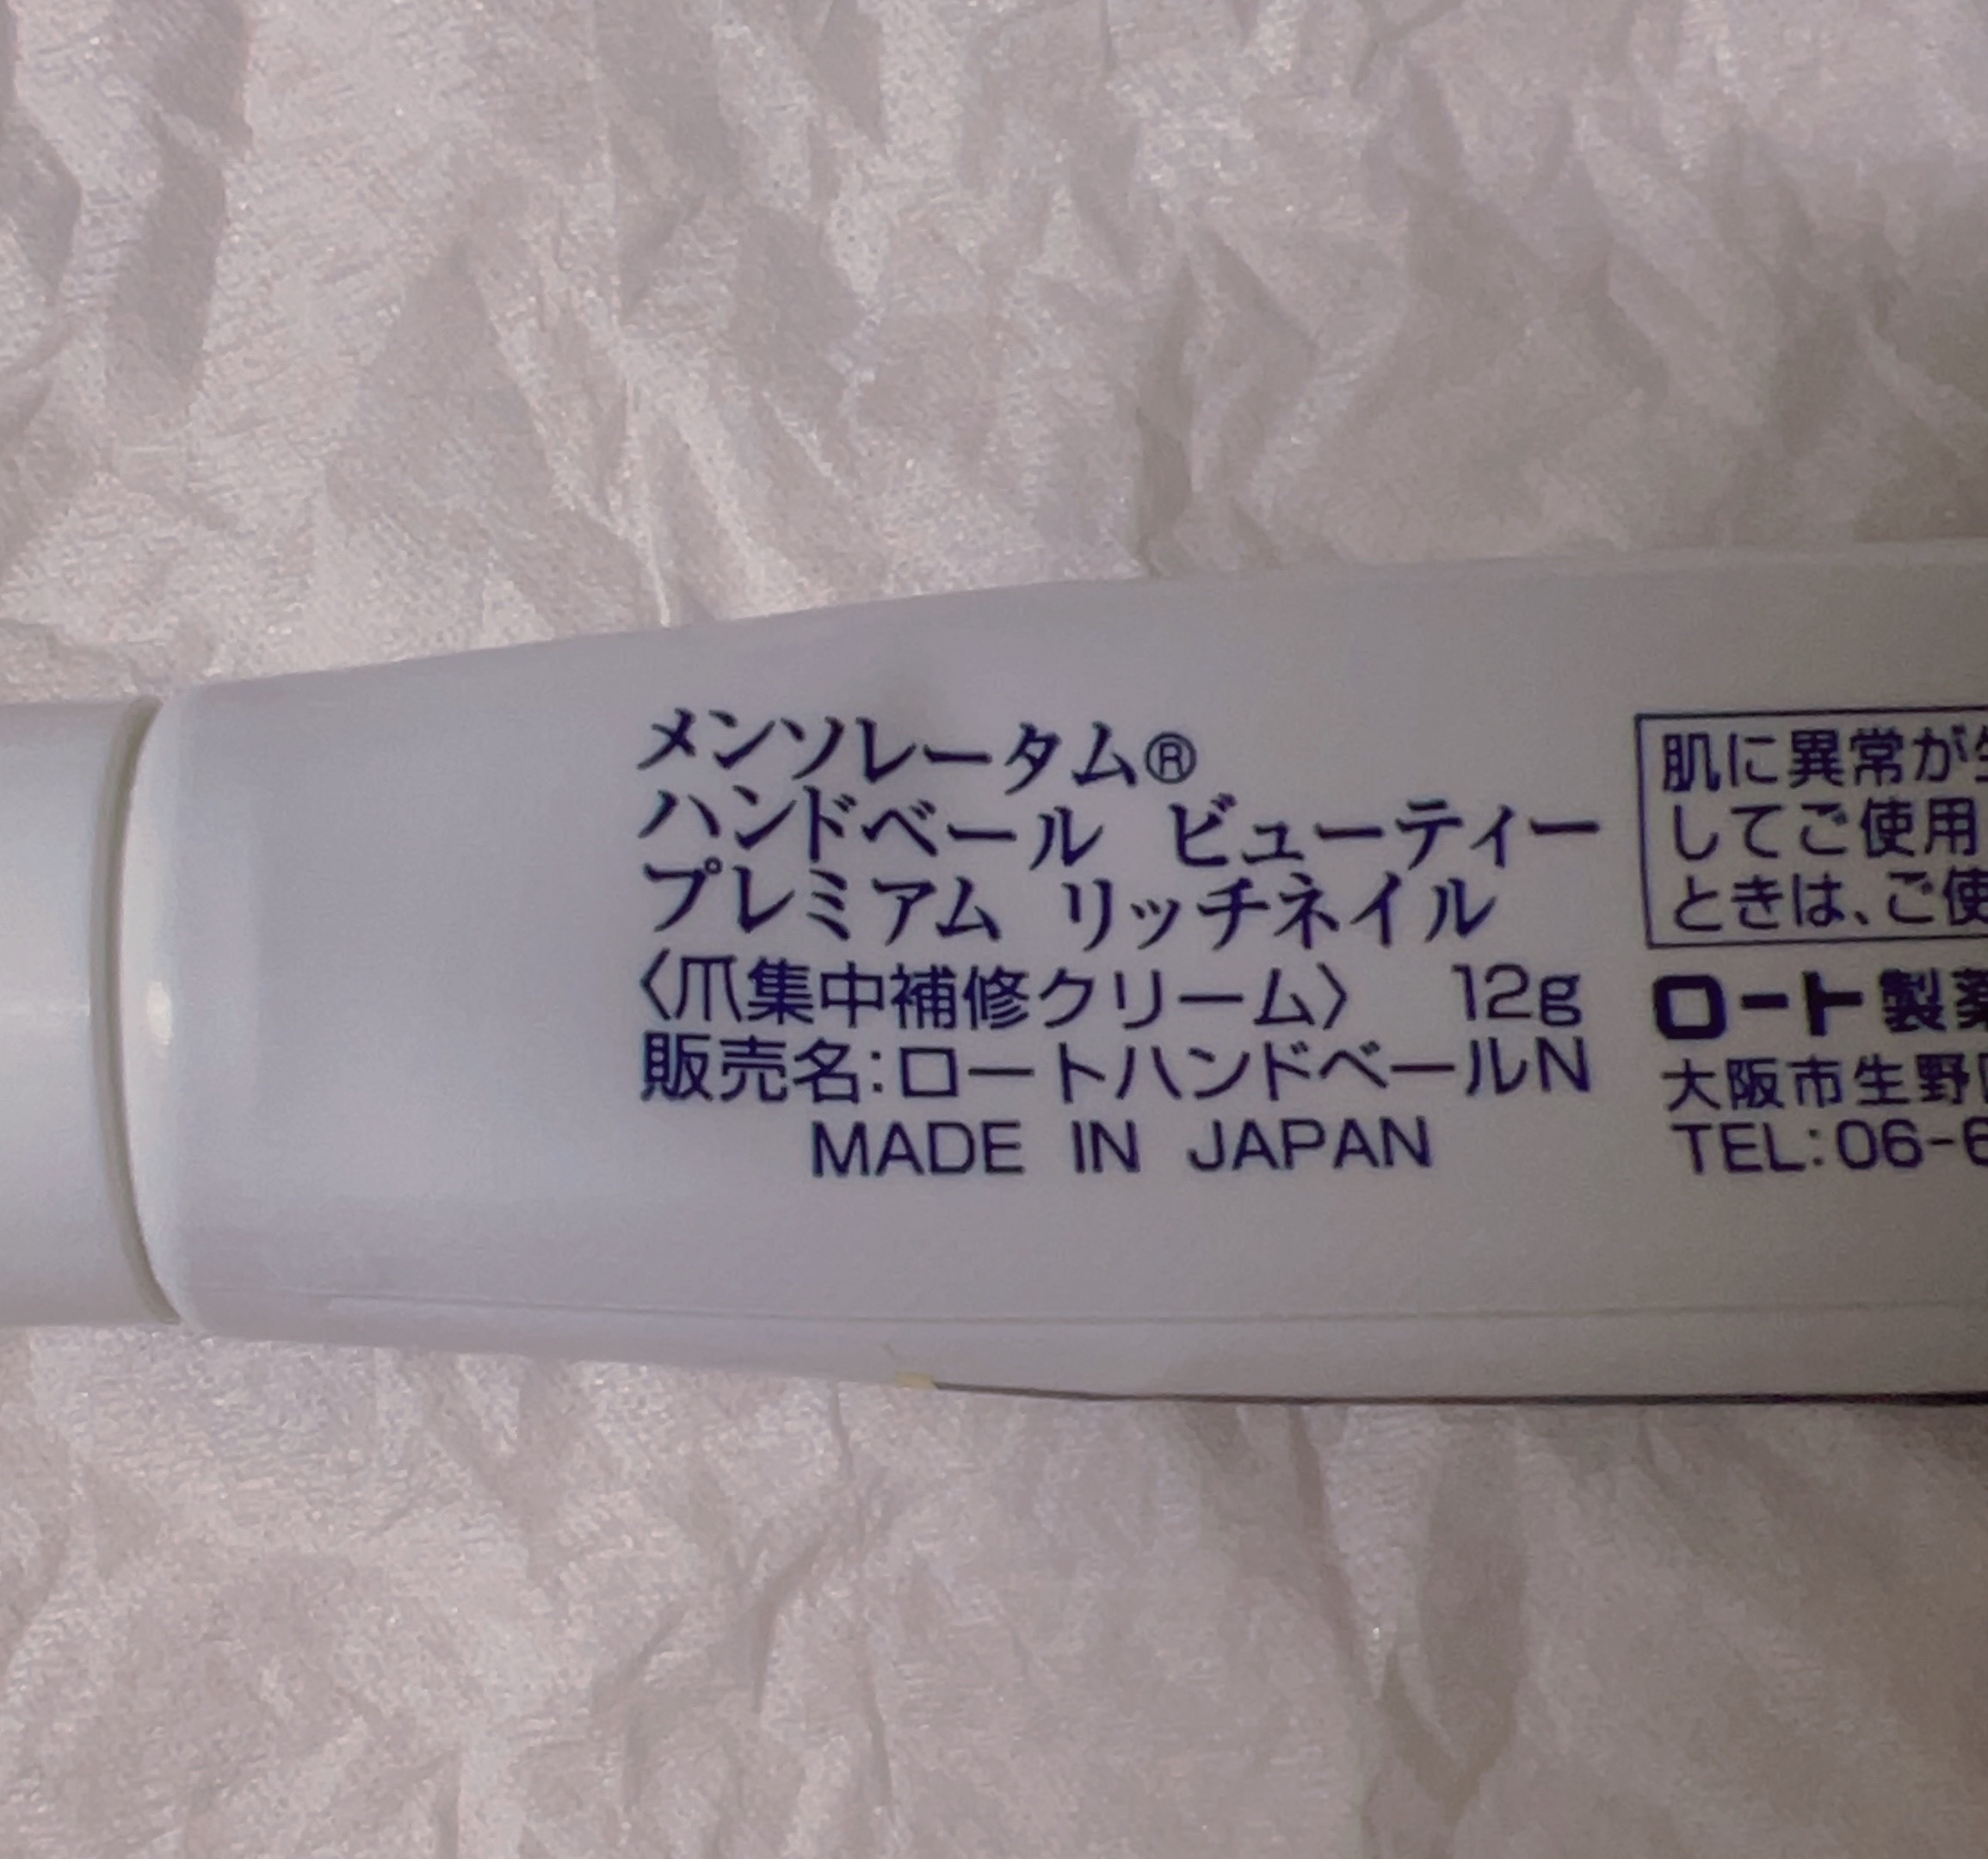 メンソレータム®
ハンドベール ビューティー
プレミアム リッチネイル
〈爪集中補修クリーム〉 12g
販売名:ロートハンドベールN
MADE IN JAPAN
肌に異常が
してご使用
ときは、ご使
ロート製薬
大阪市生野
TEL:06-6